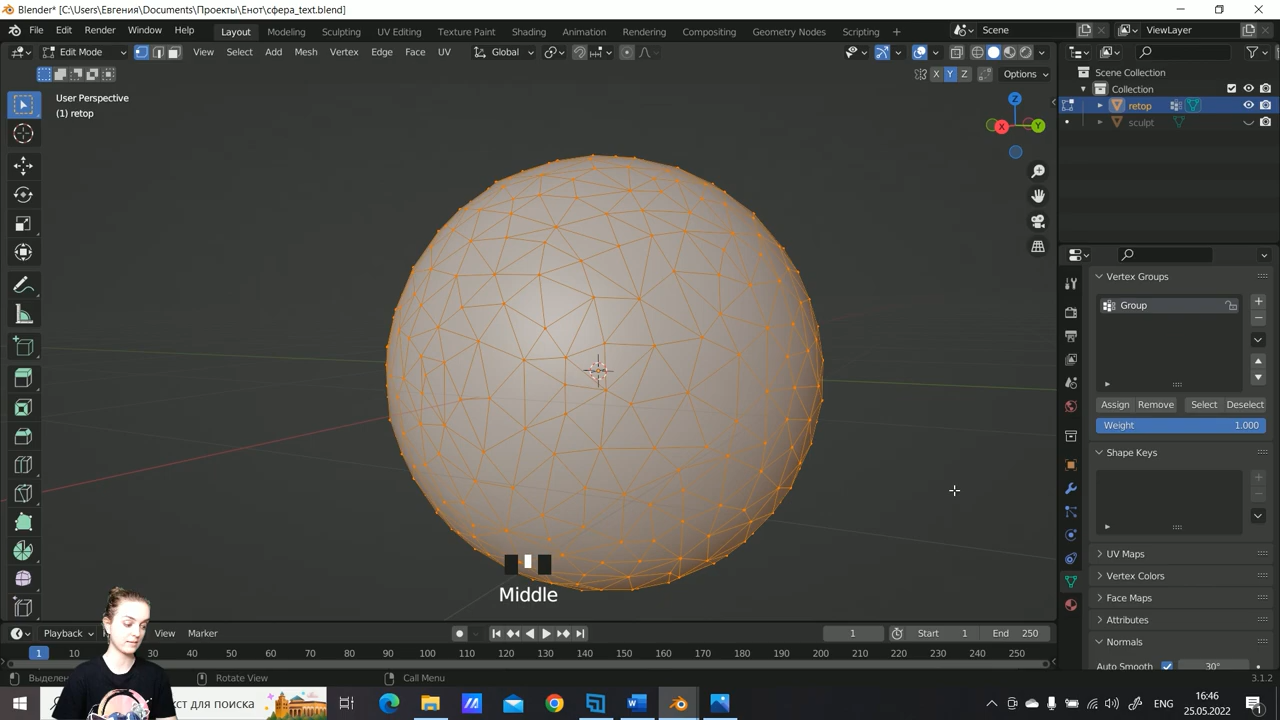 Blender* [C:\Users\Евгения\Documents\Проекты\Енот\сфера_text.blend]
File Edit Render Window Help Layout Modeling Sculpting UV Editing Texture Paint Shading Animation Rendering Compositing Geometry Nodes Scripting + Scene ViewLayer
Edit Mode View Select Add Mesh Vertex Edge Face UV Global
X Y Z Options
User Perspective
(1) retop
Z
X
Y
Scene Collection
Collection
retop
sculpt
Vertex Groups
Group
Assign Remove Select Deselect
Weight 1.000
Shape Keys
UV Maps
Vertex Colors
Face Maps
Attributes
Normals
Auto Smooth 30°
Middle
Playback View Marker 1 Start 1 End 250
1 10 30 40 50 60 70 80 90 100 110 120 130 140 150 160 170 180 190 200 210 220 230 240 250
Выделени Rotate View Call Menu 3.1.2
кст для поиска
ENG
16:46
25.05.2022
1